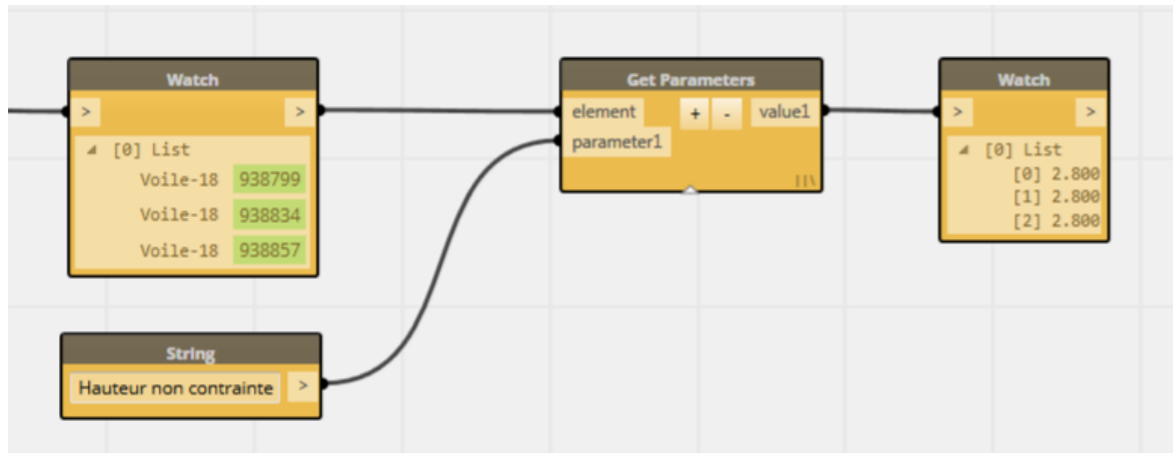 Watch
>
>
[0] List
Voile-18 938799
Voile-18 938834
Voile-18 938857
String
Hauteur non contrainte >
Get Parameters
element + - value1
parameter1
Watch
>
>
[0] List
[0] 2.800
[1] 2.800
[2] 2.800